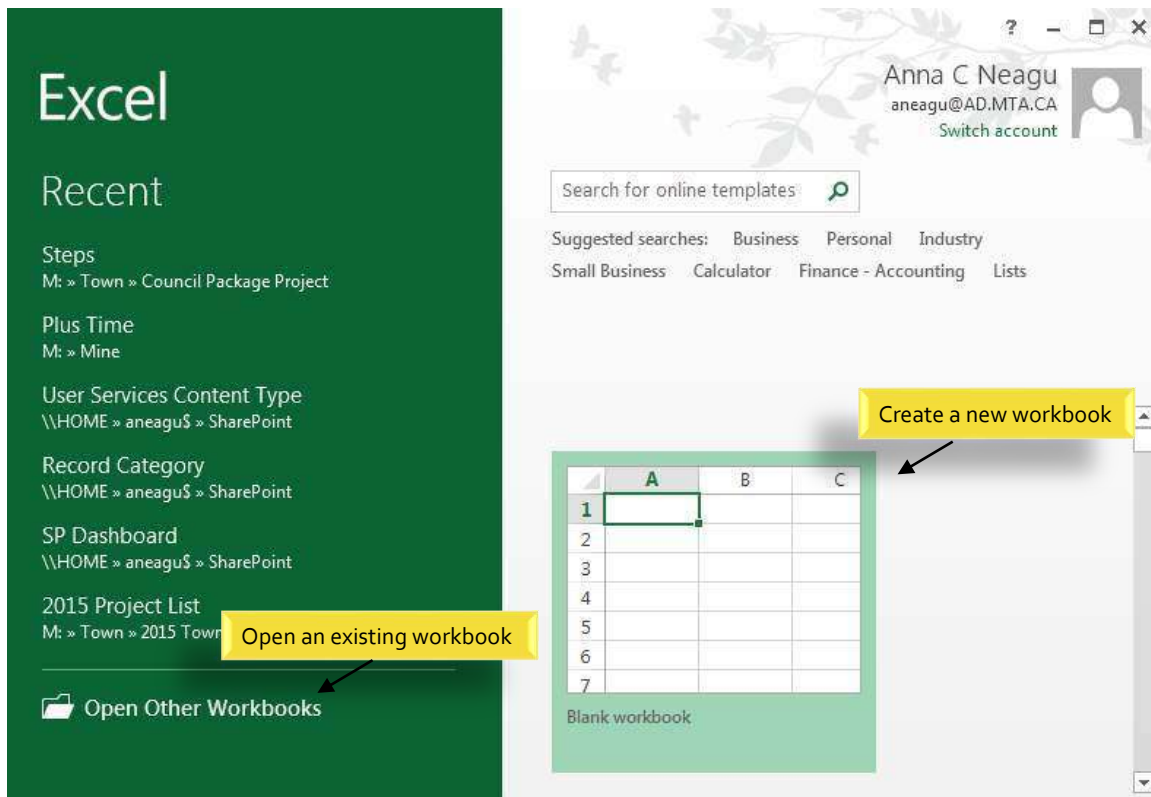 Excel
Recent
Steps
M: » Town » Council Package Project
Plus Time
M: » Mine
User Services Content Type
\\HOME » aneagu$ » SharePoint
Record Category
\\HOME » aneagu$ » SharePoint
SP Dashboard
\\HOME » aneagu$ » SharePoint
2015 Project List
M: » Town » 2015 Town
Open an existing workbook
Open Other Workbooks
?
Anna C Neagu
aneagu@AD.MTA.CA
Switch account
Search for online templates
Suggested searches: Business Personal Industry
Small Business Calculator Finance - Accounting Lists
Create a new workbook
A B C
1
2
3
4
5
6
7
Blank workbook